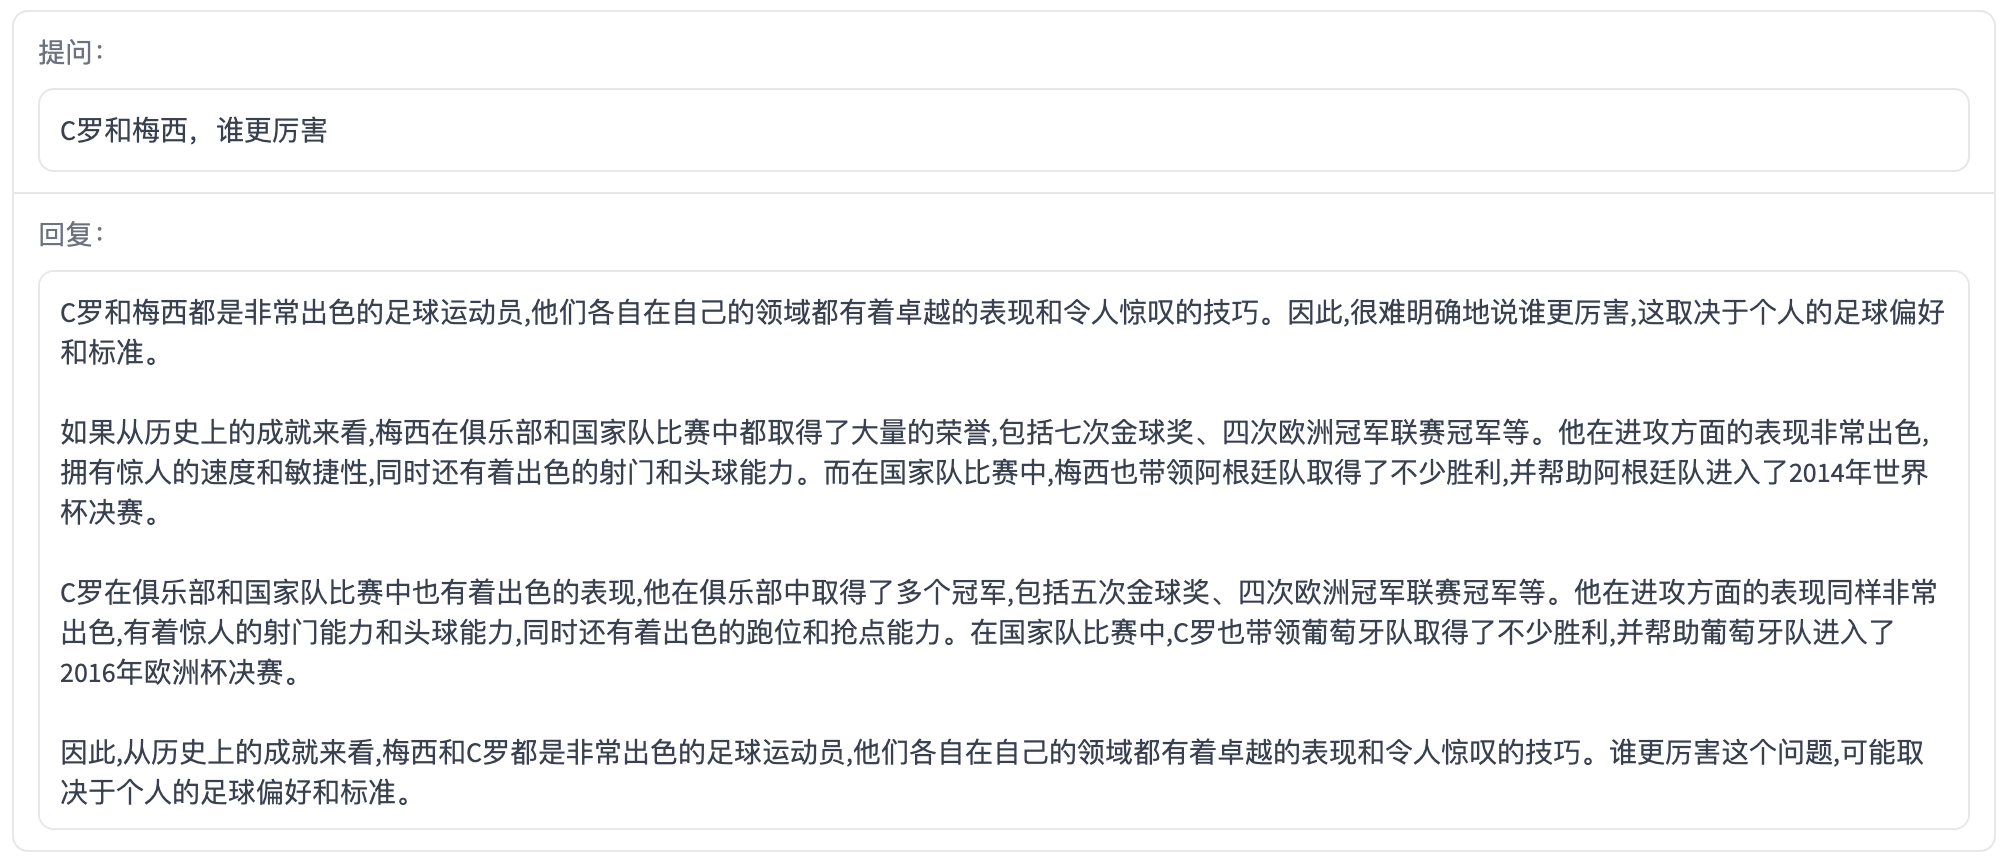 提问：
C罗和梅西，谁更厉害
回复：
C罗和梅西都是非常出色的足球运动员,他们各自在自己的领域都有着卓越的表现和令人惊叹的技巧。因此,很难明确地说谁更厉害,这取决于个人的足球偏好
和标准。
如果从历史上的成就来看,梅西在俱乐部和国家队比赛中都取得了大量的荣誉,包括七次金球奖、四次欧洲冠军联赛冠军等。他在进攻方面的表现非常出色,
拥有惊人的速度和敏捷性,同时还有着出色的射门和头球能力。而在国家队比赛中,梅西也带领阿根廷队取得了不少胜利,并帮助阿根廷队进入了2014年世界
杯决赛。
C罗在俱乐部和国家队比赛中也有着出色的表现,他在俱乐部中取得了多个冠军,包括五次金球奖、四次欧洲冠军联赛冠军等。他在进攻方面的表现同样非常
出色,有着惊人的射门能力和头球能力,同时还有着出色的跑位和抢点能力。在国家队比赛中,C罗也带领葡萄牙队取得了不少胜利,并帮助葡萄牙队进入了
2016年欧洲杯决赛。
因此,从历史上的成就来看,梅西和C罗都是非常出色的足球运动员,他们各自在自己的领域都有着卓越的表现和令人惊叹的技巧。谁更厉害这个问题,可能取
决于个人的足球偏好和标准。